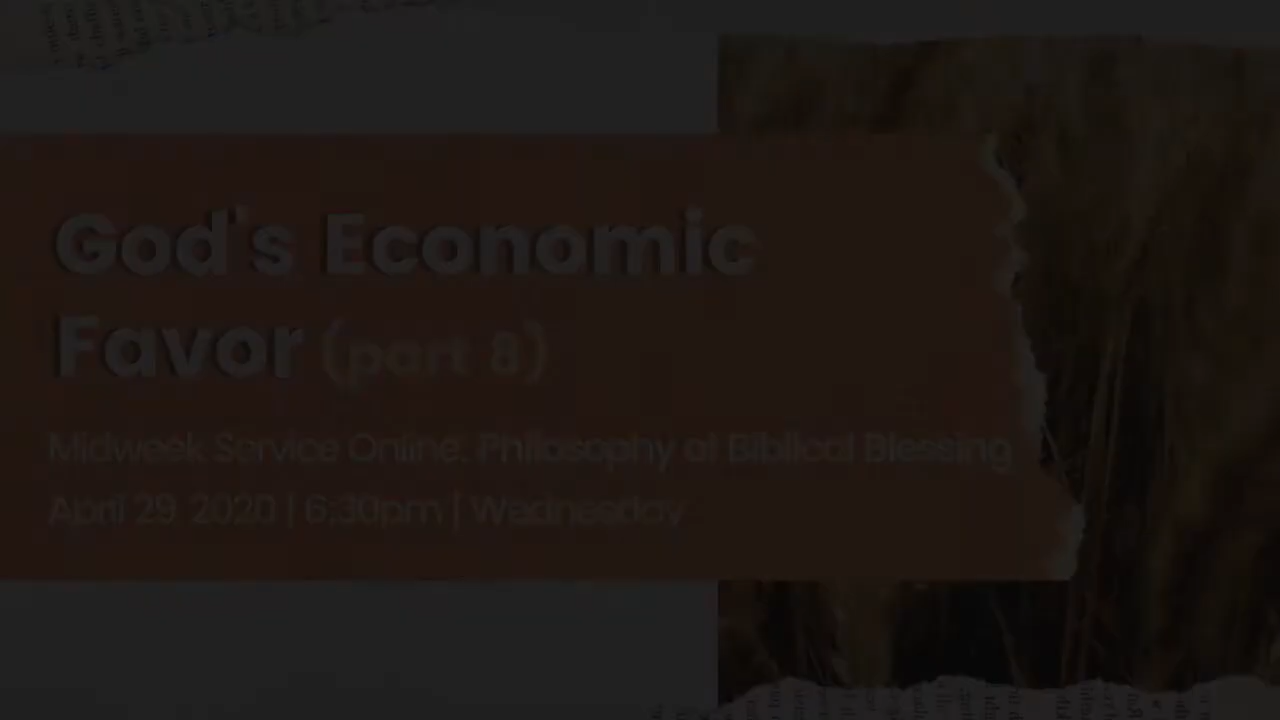 God's Economic
Favor (part 8)
Midweek Service Online: Philosophy of Biblical Blessing
April 29, 2020 | 6:30pm | Wednesday